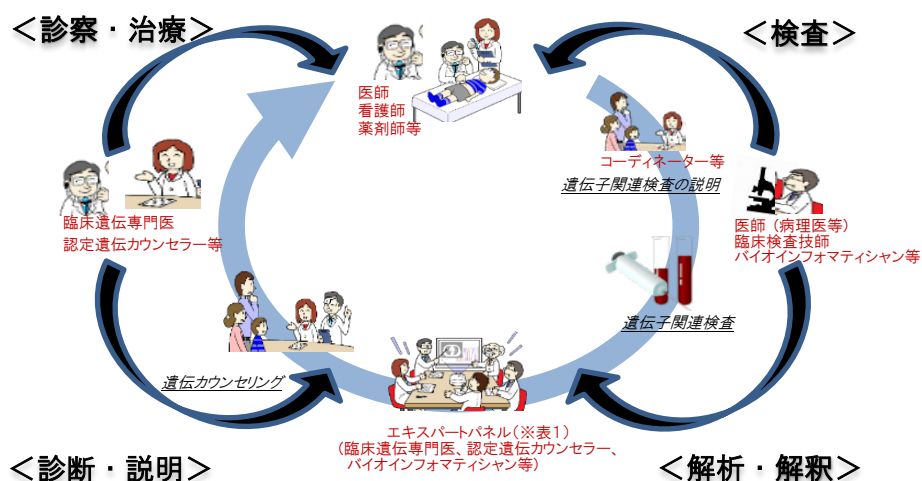 ＜診察・治療＞
＜検査＞
医師
看護師
薬剤師等
コーディネーター等
遺伝子関連検査の説明
臨床遺伝専門医
認定遺伝カウンセラー等
医師（病理医等）
臨床検査技師
バイオインフォマティシャン等
遺伝子関連検査
遺伝カウンセリング
エキスパートパネル（※表１）
（臨床遺伝専門医、認定遺伝カウンセラー、
バイオインフォマティシャン等）
＜診断・説明＞
＜解析・解釈＞